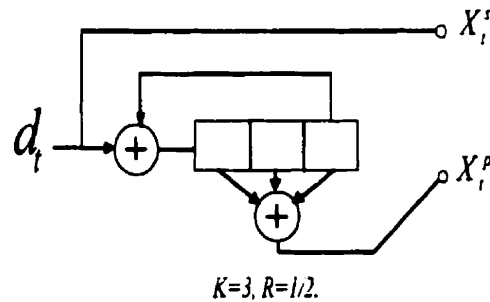 X_t^s
d_t
+
X_t^p
+
K=3, R=1/2.